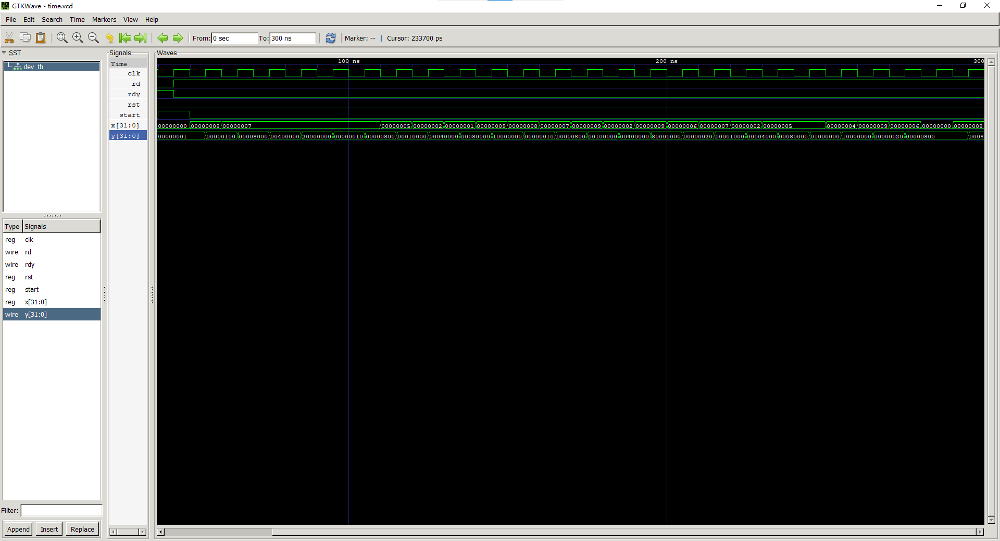 GTKWave - time.vcd
File Edit Search Time Markers View Help
From: 0 sec To: 300 ns Marker: -- | Cursor: 233700 ps
SST
dev_tb
Type Signals
reg clk
wire rd
wire rdy
reg rst
reg start
reg x[31:0]
wire y[31:0]
Filter:
Append Insert Replace
Signals
Time
clk
rd
rdy
rst
start
x[31:0]
y[31:0]
Waves
100 ns 200 ns 300
00000000 00000008 00000007 00000005 00000002 00000001 00000009 00000008 00000007 00000009 00000002 00000009 00000006 00000007 00000002 00000005 00000004 00000009 00000006 00000000 00000008
00000001 00000100 00008000 00400000 20000000 00000010 00000800 00010000 00040000 00080000 10000000 00000010 00000800 00100000 00400000 80000000 00000020 00001000 00004000 00080000 01000000 10000000 00000020 00000800 0008